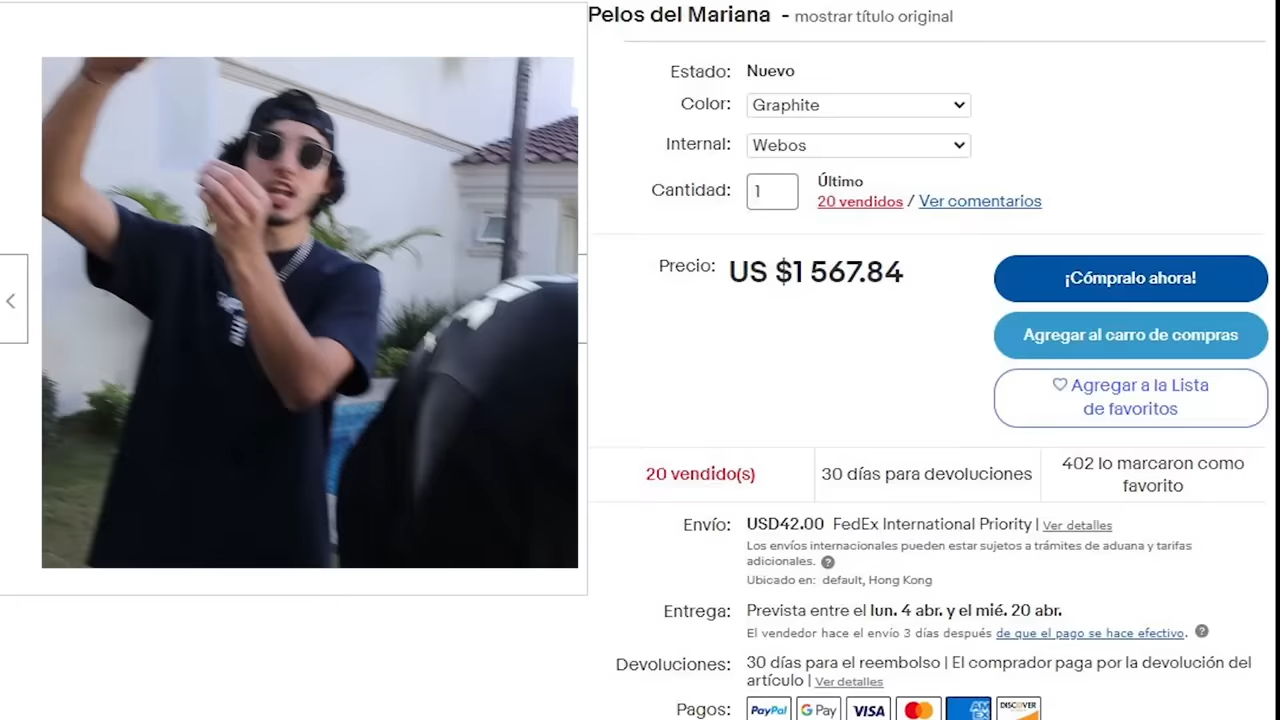 Pelos del Mariana - mostrar título original
Estado: Nuevo
Color: Graphite
Internal: Webos
Cantidad: 1
Último
20 vendidos / Ver comentarios
Precio: US $1 567.84
¡Cómpralo ahora!
Agregar al carro de compras
Agregar a la Lista
de favoritos
20 vendido(s)
30 días para devoluciones
402 lo marcaron como
favorito
Envío: USD42.00 FedEx International Priority | Ver detalles
Los envíos internacionales pueden estar sujetos a trámites de aduana y tarifas
adicionales. ?
Ubicado en: default, Hong Kong
Entrega: Prevista entre el lun. 4 abr. y el mié. 20 abr.
El vendedor hace el envío 3 días después de que el pago se hace efectivo. ?
Devoluciones: 30 días para el reembolso | El comprador paga por la devolución del
artículo | Ver detalles
Pagos: PayPal G Pay VISA AM EX DISCOVER